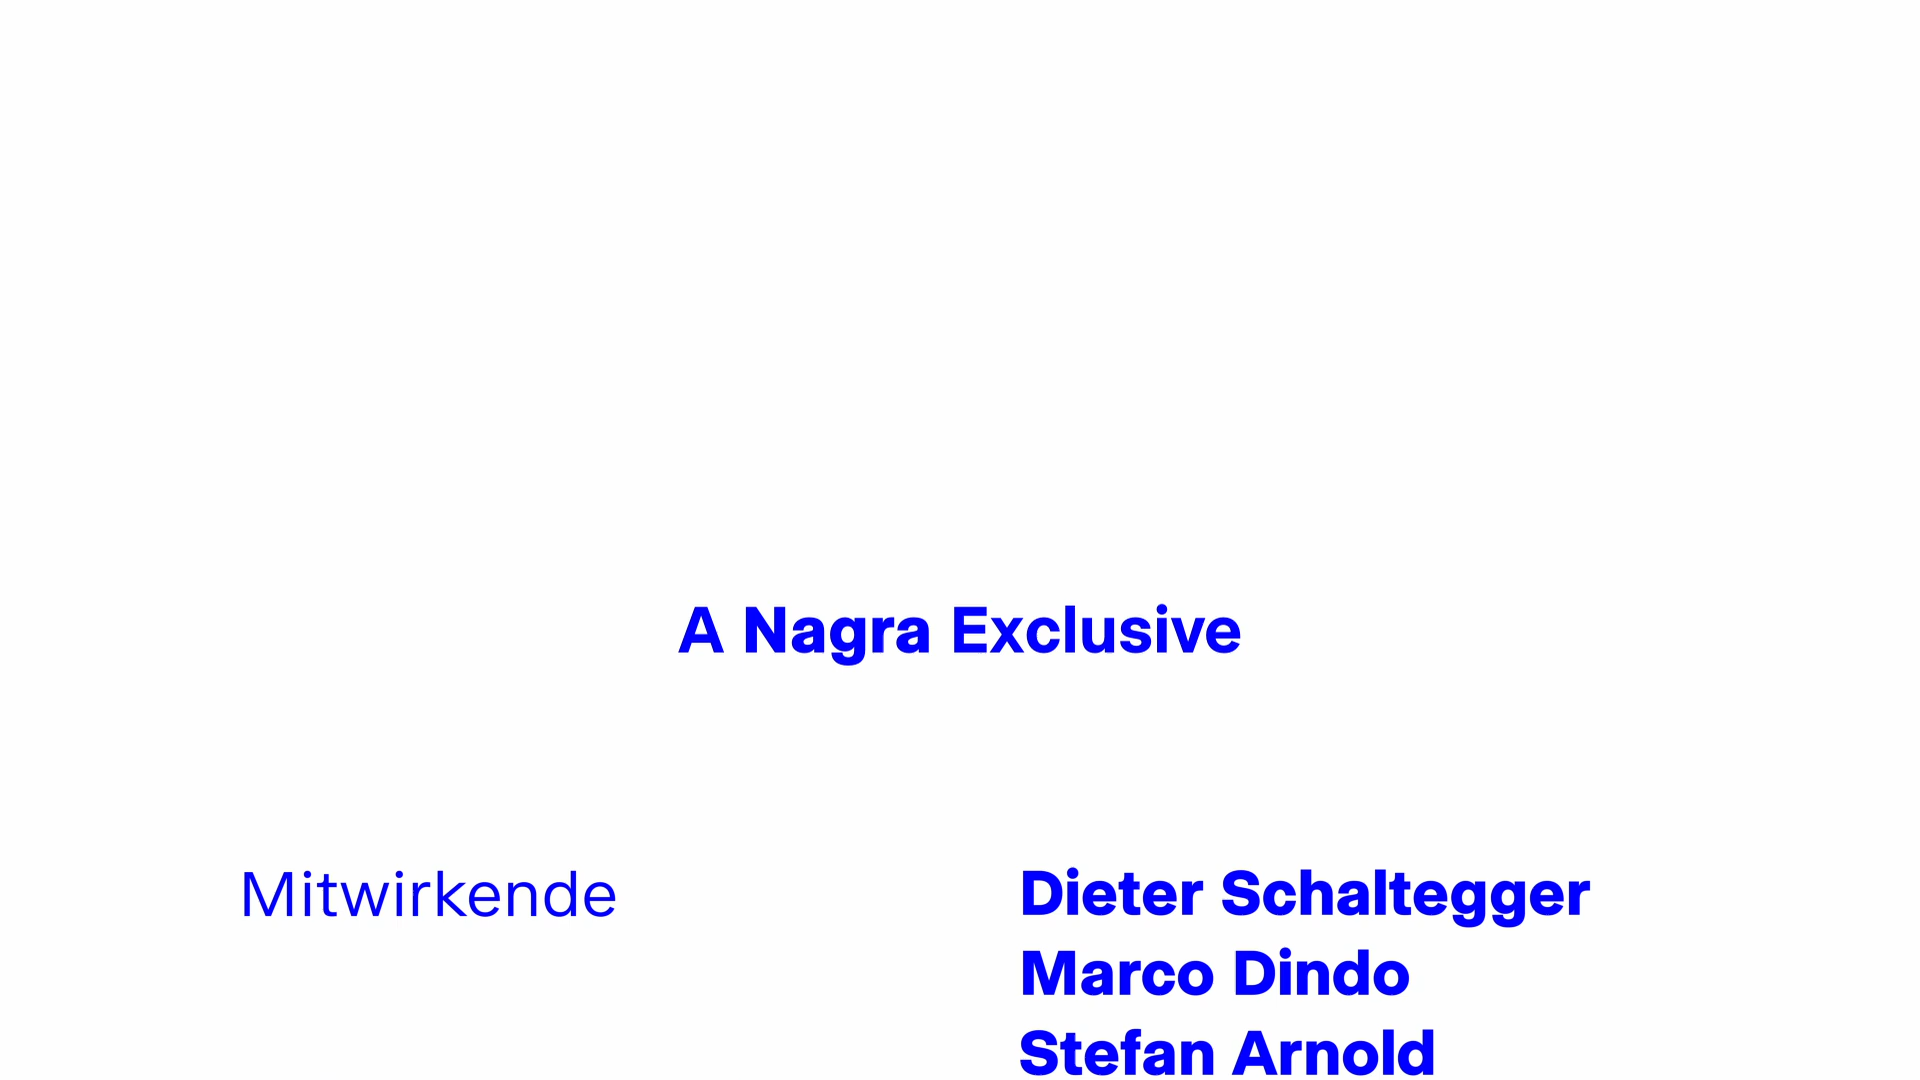 A Nagra Exclusive
Mitwirkende
Dieter Schaltegger
Marco Dindo
Stefan Arnold